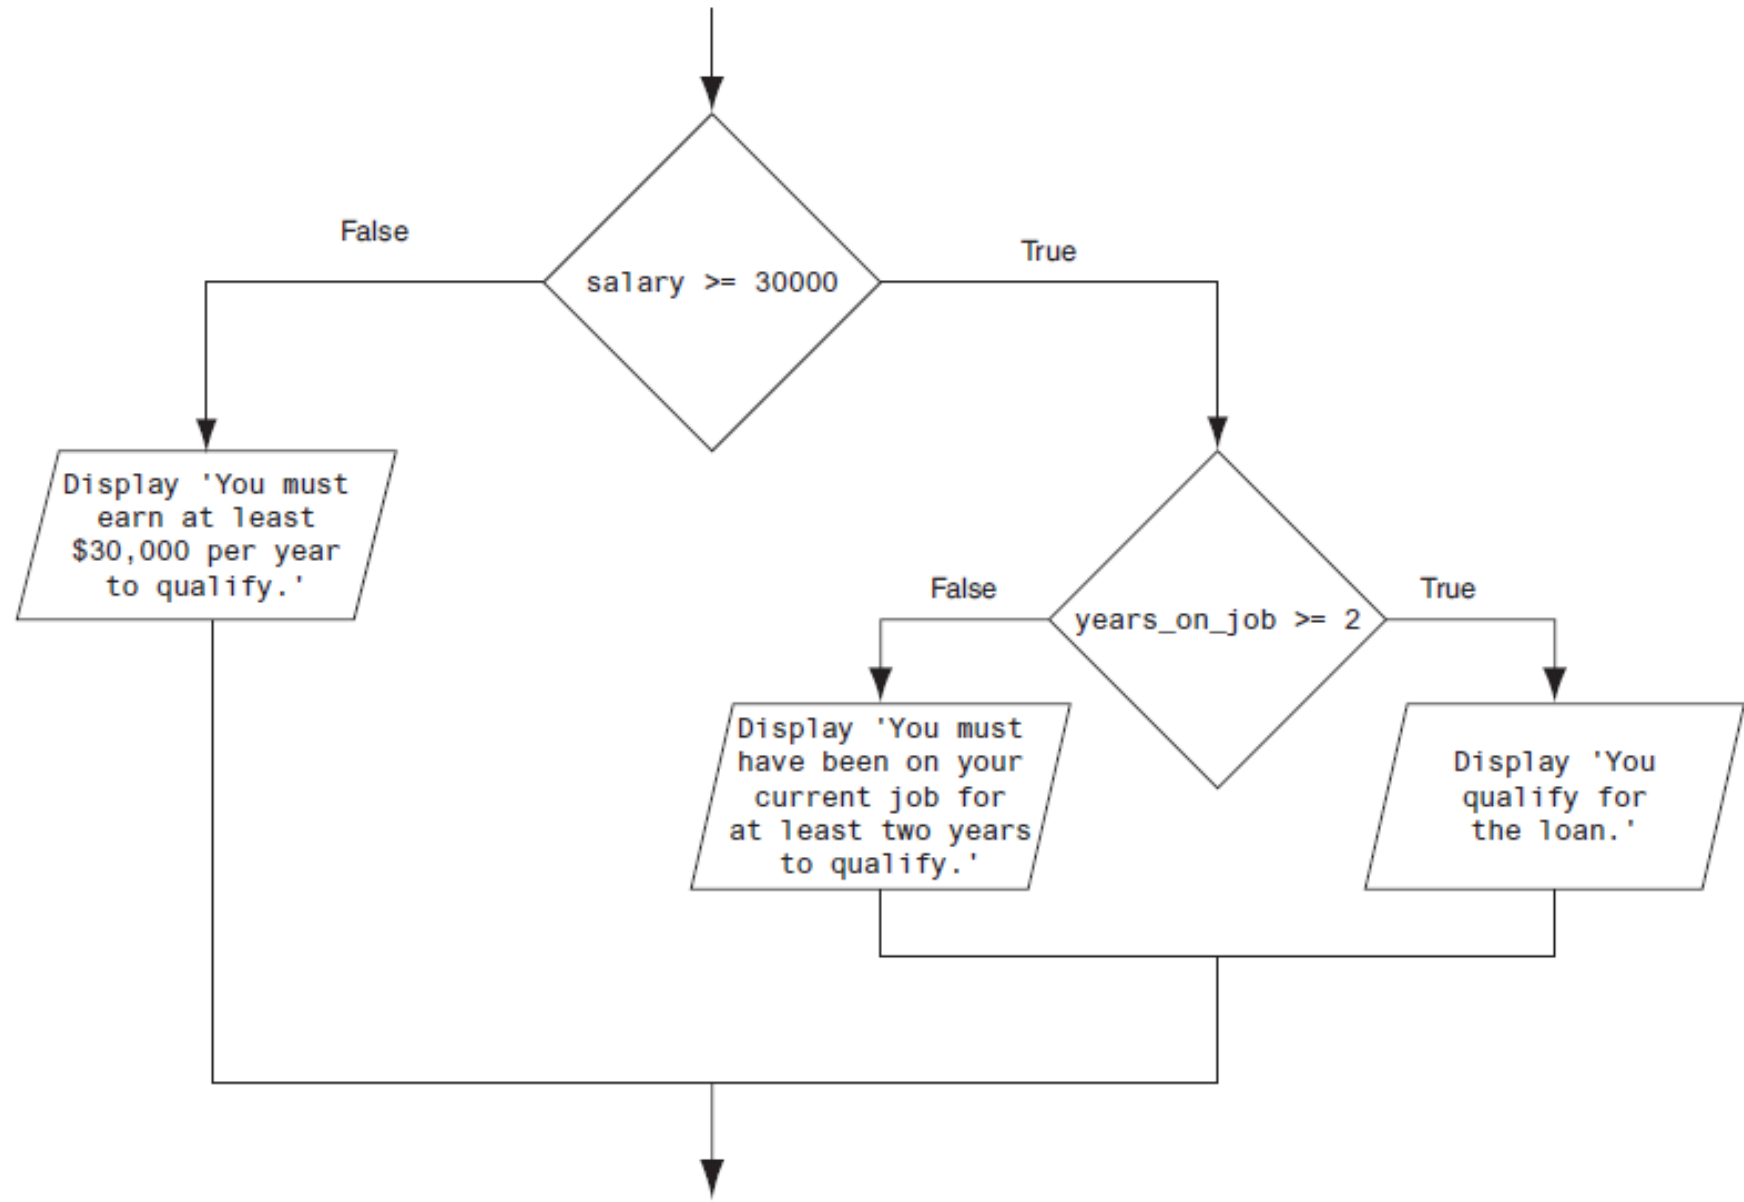 False
True
salary >= 30000
Display 'You must
earn at least
$30,000 per year
to qualify.'
False
True
years_on_job >= 2
Display 'You must
have been on your
current job for
at least two years
to qualify.'
Display 'You
qualify for
the loan.'